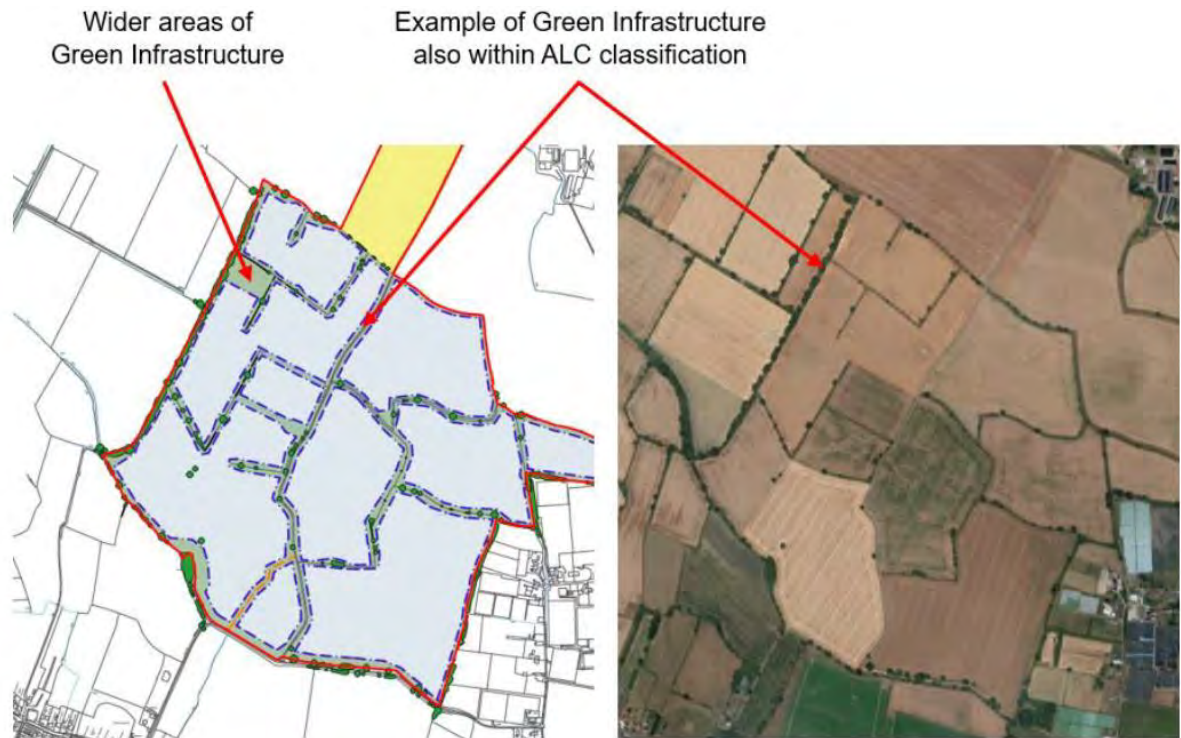 Wider areas of
Green Infrastructure
Example of Green Infrastructure
also within ALC classification